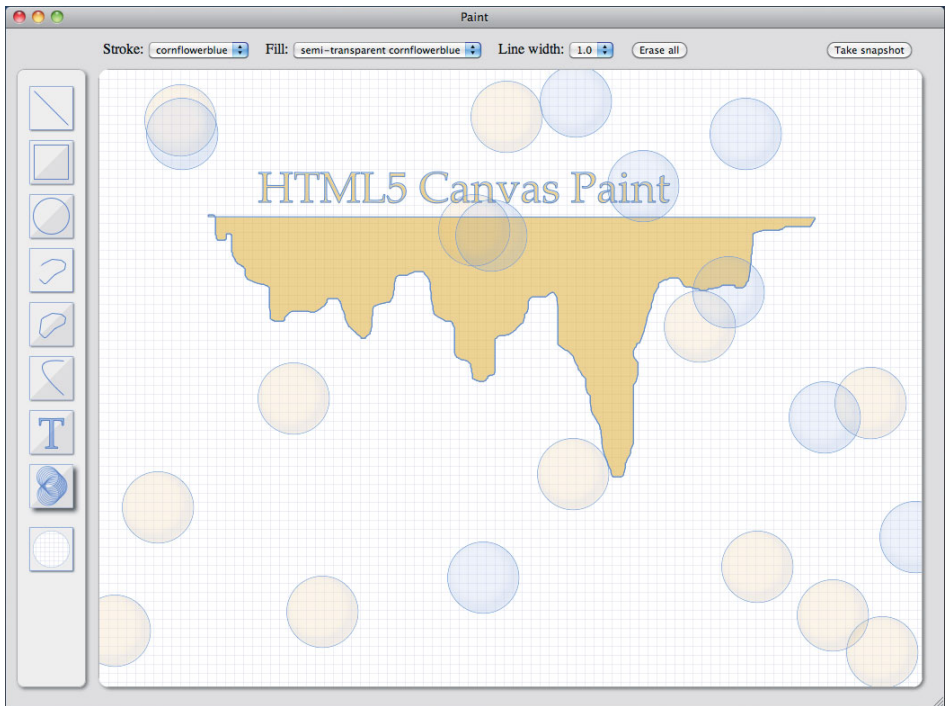 Paint
Stroke: cornflowerblue Fill: semi-transparent cornflowerblue Line width: 1.0 Erase all Take snapshot
HTML5 Canvas Paint
T